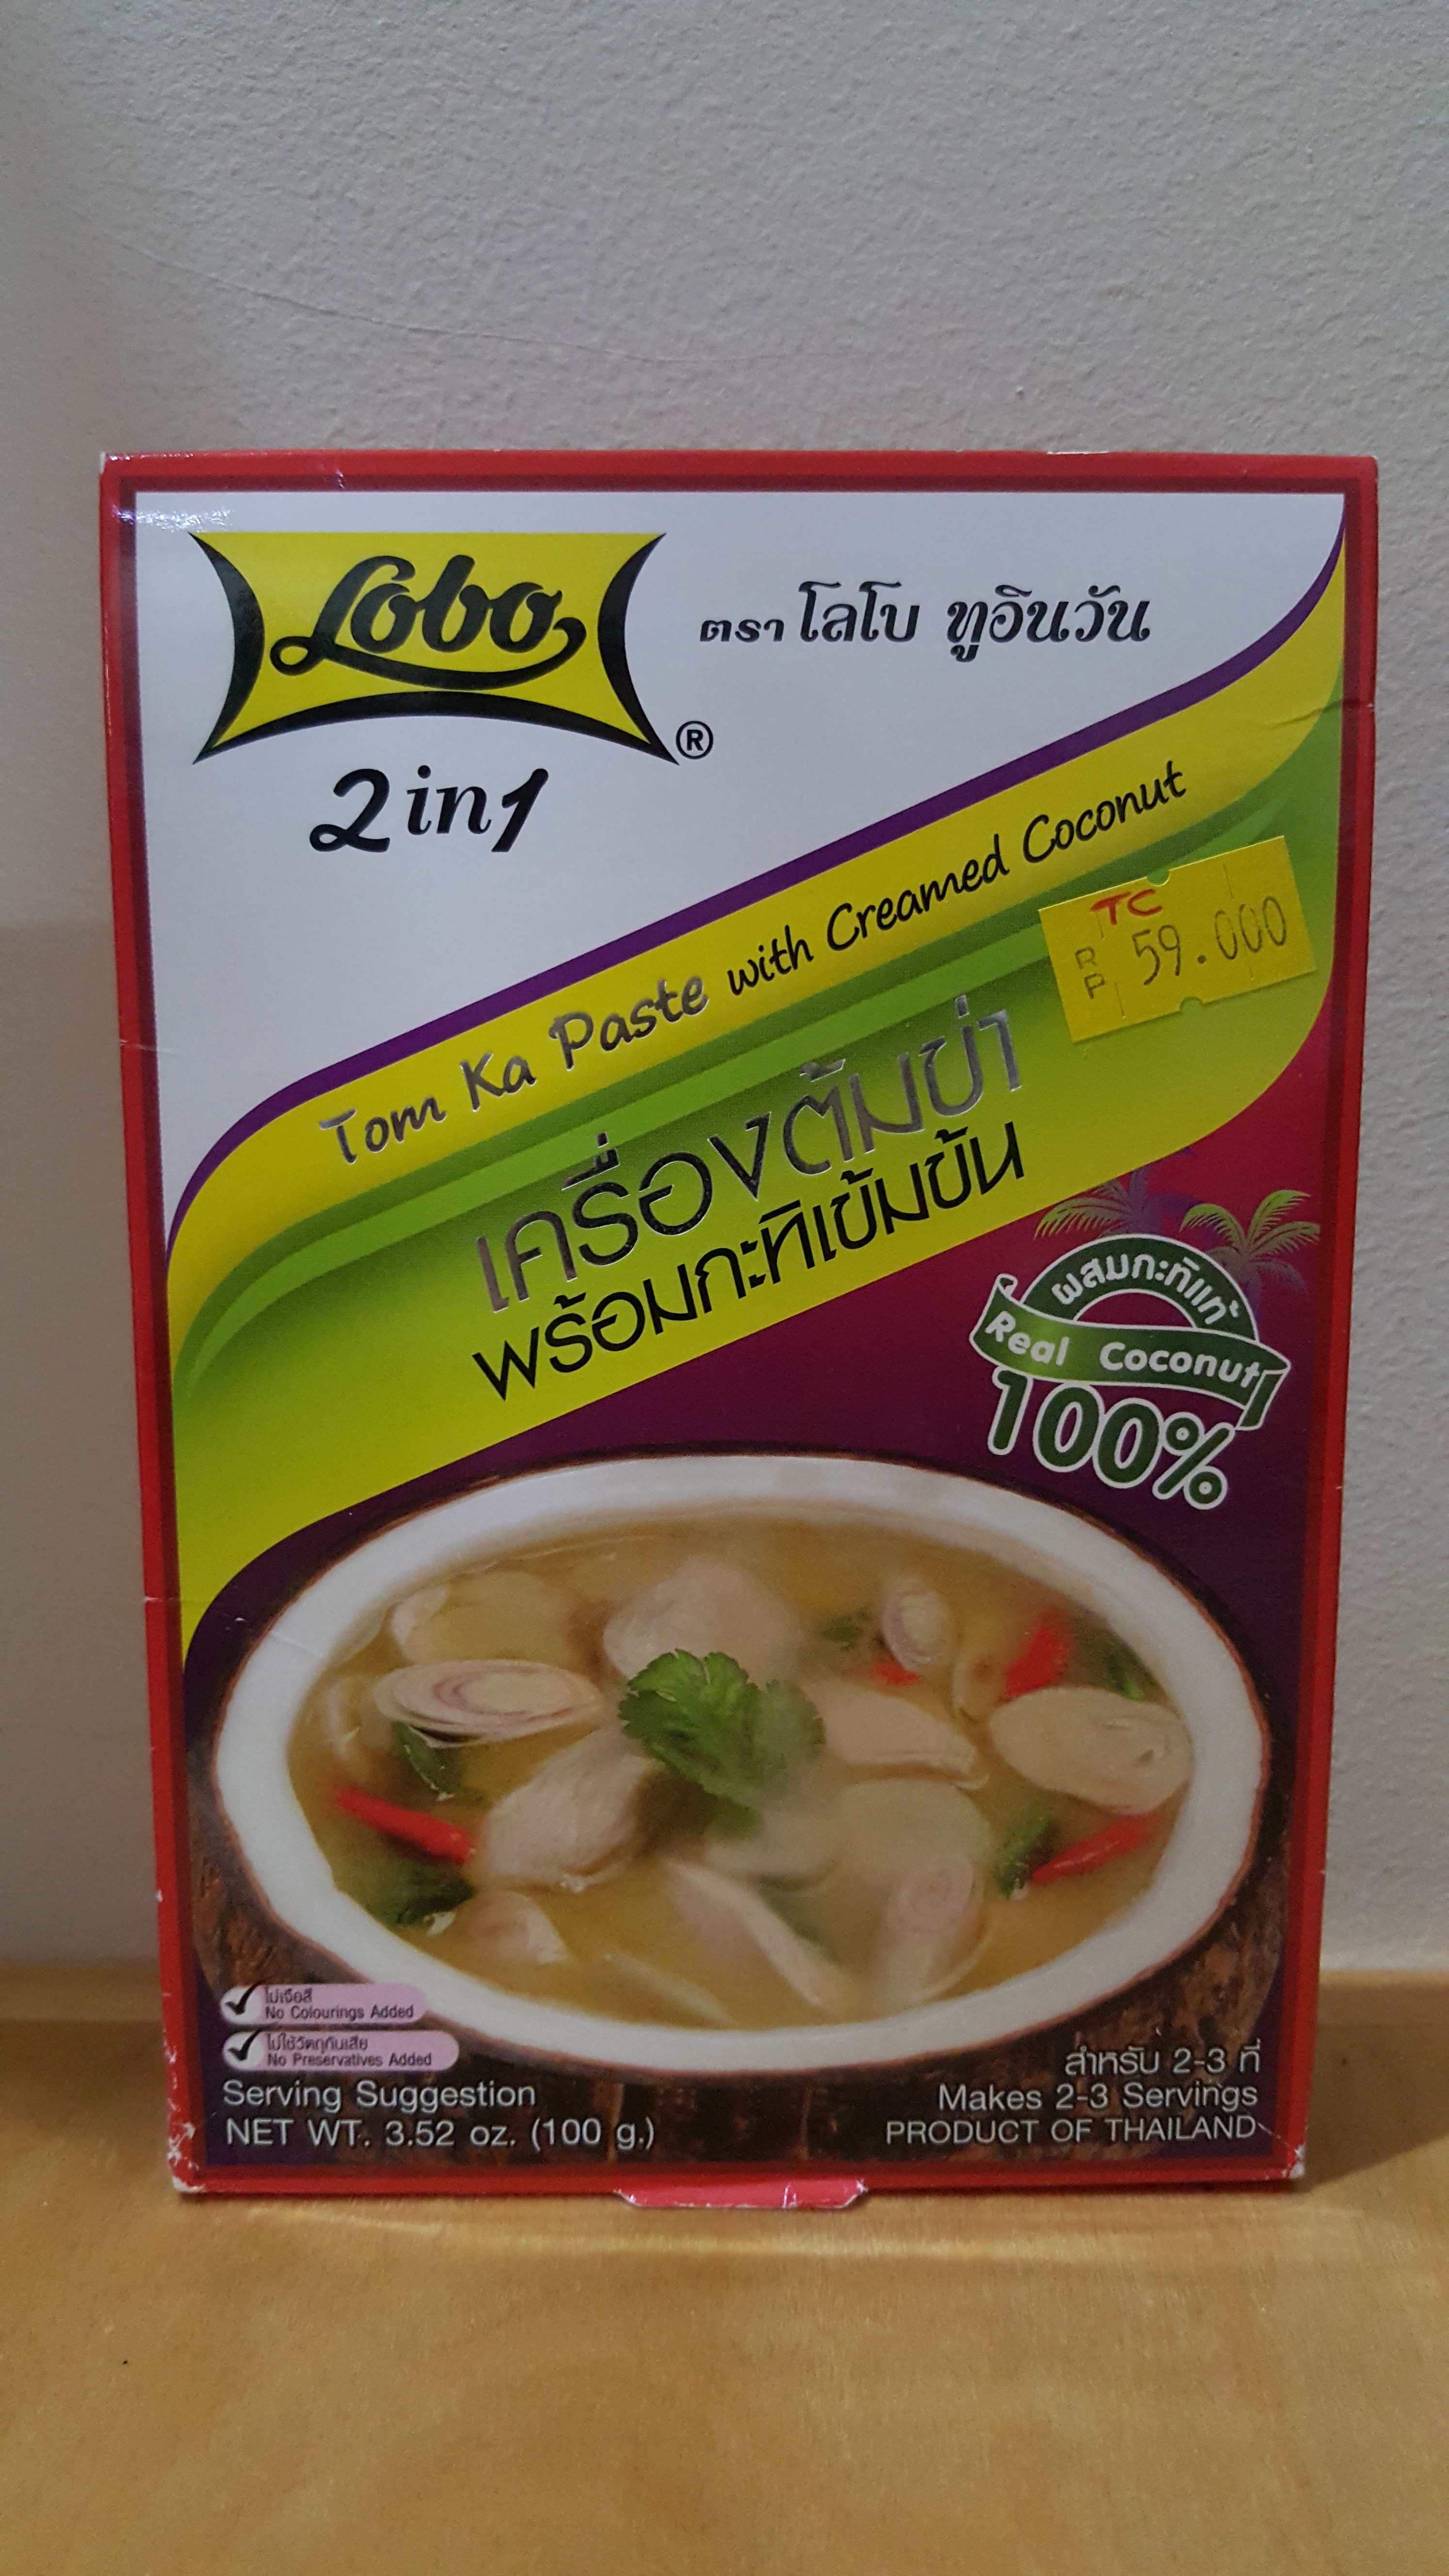 Lobo
®
2in1
ตรา โลโบ ทูอินวัน
Tom Ka Paste with Creamed Coconut
TC
RP 59.000
เครื่องต้มข่า
พร้อมกะทิเข้มข้น
ผสมกะทิแท้
Real Coconut
100%
ไม่เจือสี
No Colourings Added
ไม่ใช้วัตถุกันเสีย
No Preservatives Added
Serving Suggestion
NET WT. 3.52 oz. (100 g.)
สำหรับ 2-3 ที่
Makes 2-3 Servings
PRODUCT OF THAILAND